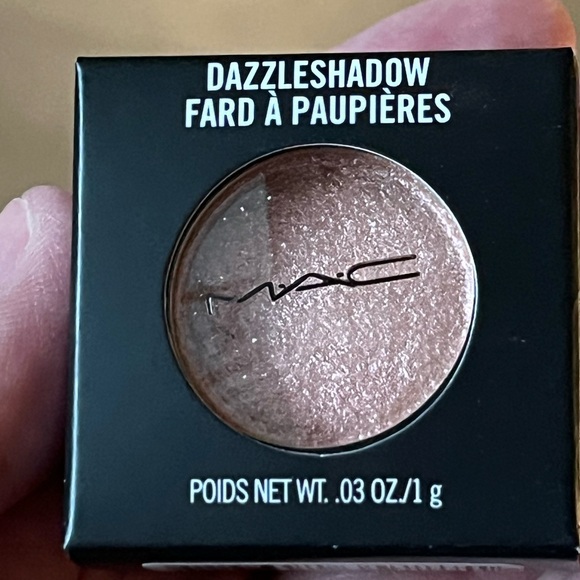 DAZZLESHADOW
FARD À PAUPIÈRES
M·A·C
POIDS NET WT. .03 OZ./1 g